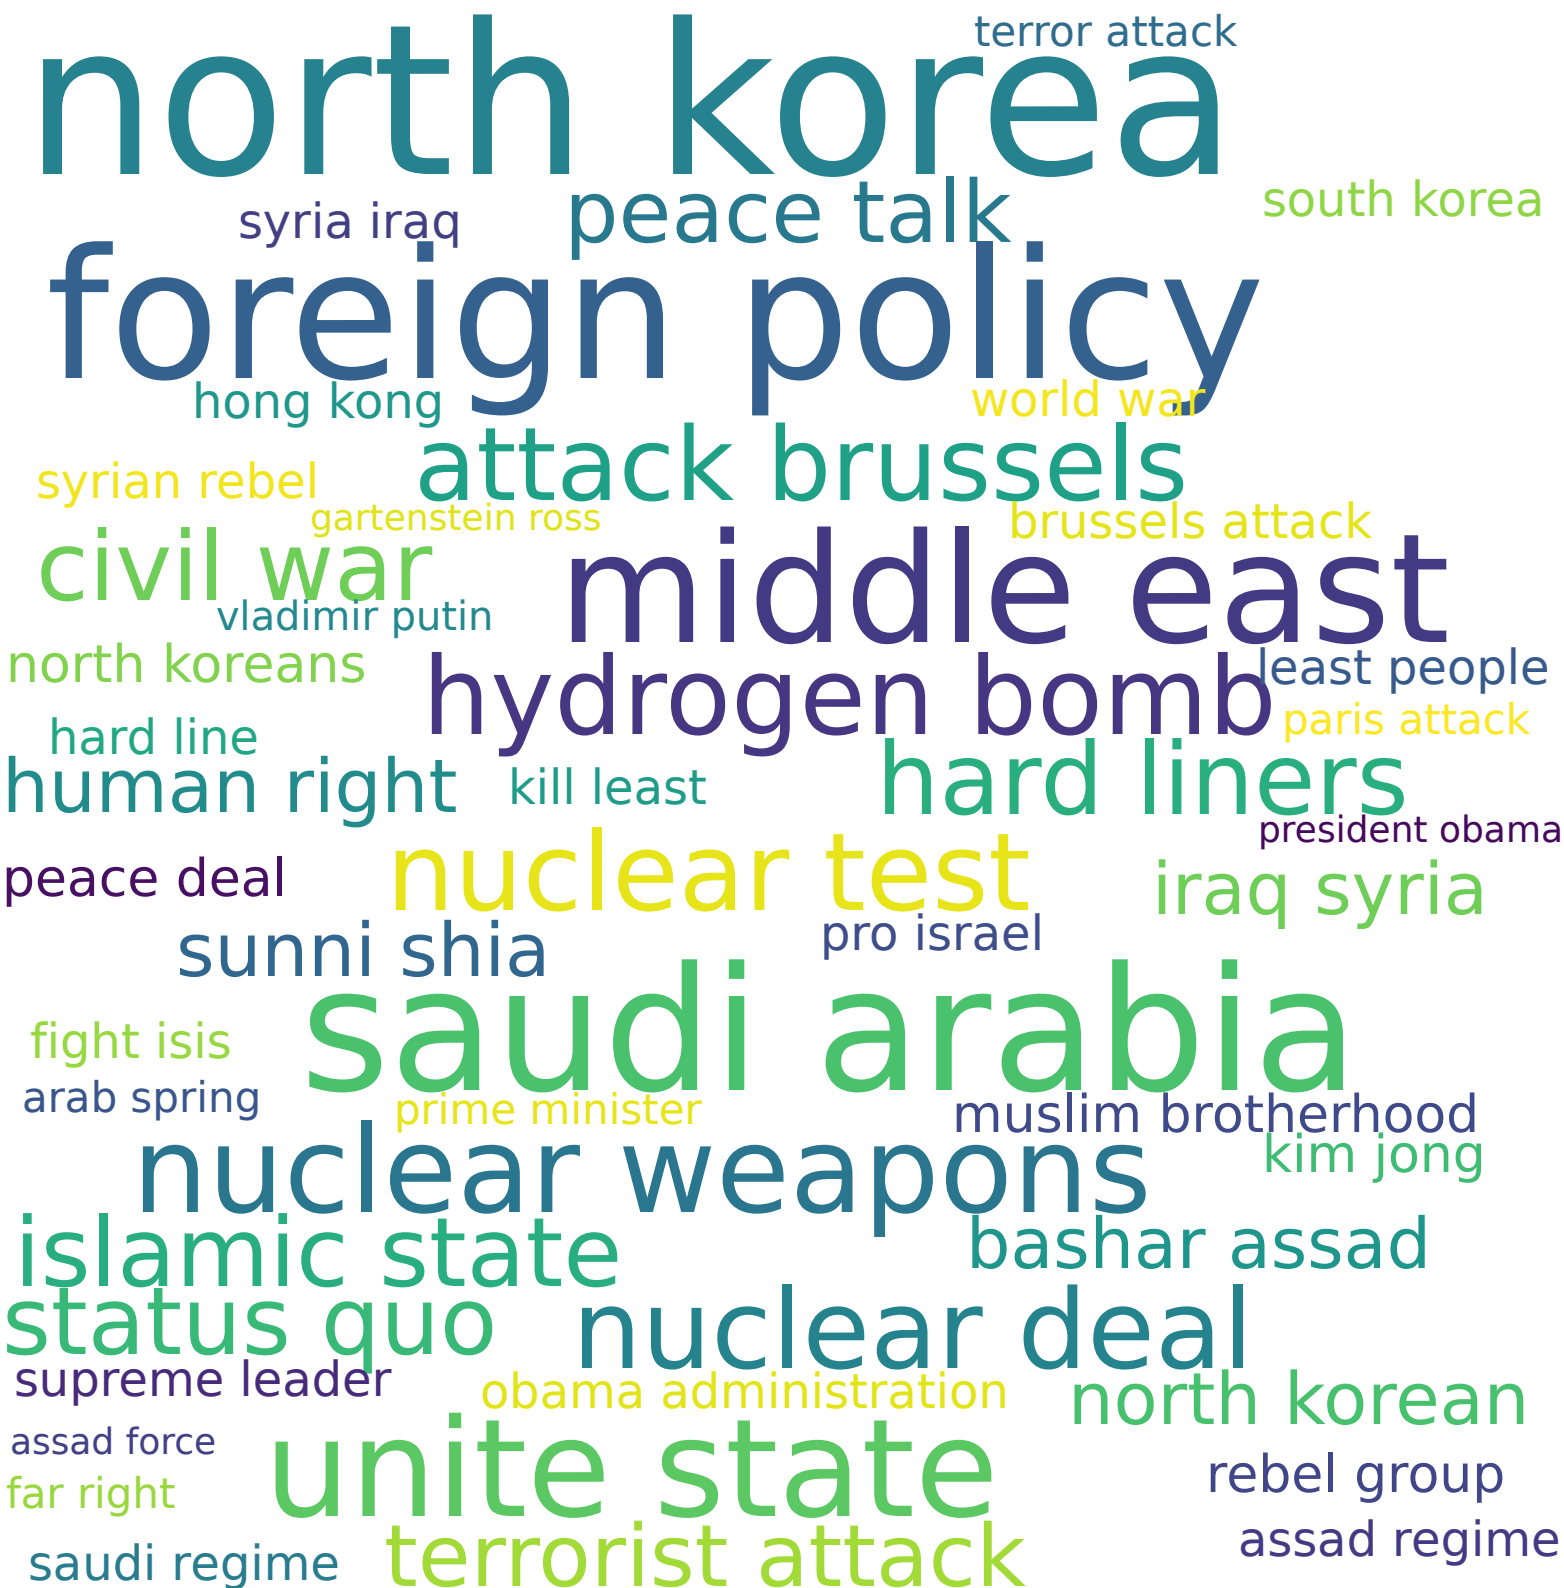 terror attack
north korea
peace talk
south korea
syria iraq
foreign policy
hong kong
world war
attack brussels
syrian rebel
gartenstein ross
brussels attack
civil war
middle east
vladimir putin
north koreans
least people
hydrogen bomb
paris attack
hard line
hard liners
human right
kill least
president obama
nuclear test
peace deal
iraq syria
pro israel
sunni shia
saudi arabia
fight isis
arab spring
prime minister
muslim brotherhood
kim jong
nuclear weapons
islamic state
bashar assad
status quo
nuclear deal
supreme leader
obama administration
north korean
assad force
unite state
rebel group
far right
terrorist attack
assad regime
saudi regime